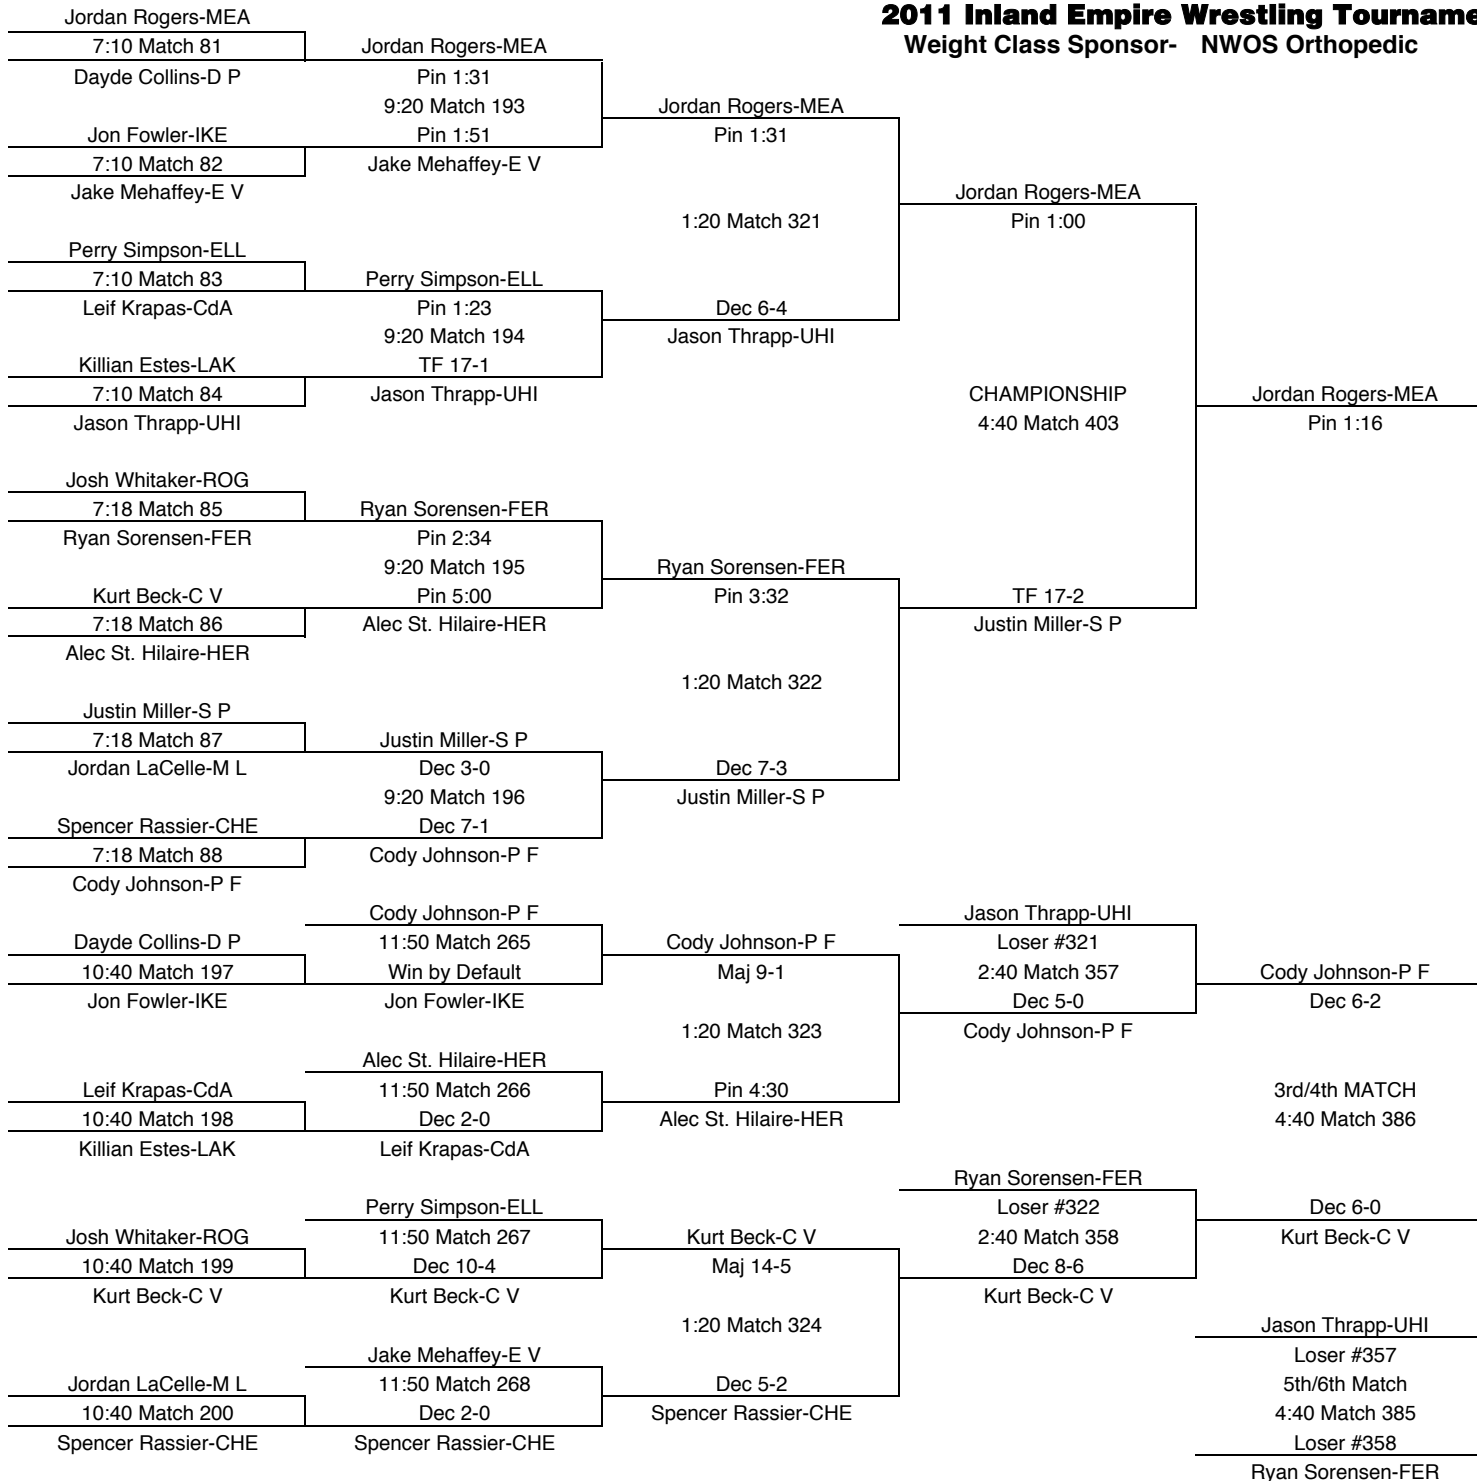 2011 Inland Empire Wrestling Tourname
Weight Class Sponsor- NWOS Orthopedic
Jordan Rogers-MEA
7:10 Match 81
Dayde Collins-D P
Jon Fowler-IKE
7:10 Match 82
Jake Mehaffey-E V
Perry Simpson-ELL
7:10 Match 83
Leif Krapas-CdA
Killian Estes-LAK
7:10 Match 84
Jason Thrapp-UHI
Josh Whitaker-ROG
7:18 Match 85
Ryan Sorensen-FER
Kurt Beck-C V
7:18 Match 86
Alec St. Hilaire-HER
Justin Miller-S P
7:18 Match 87
Jordan LaCelle-M L
Spencer Rassier-CHE
7:18 Match 88
Cody Johnson-P F
Jordan Rogers-MEA
Pin 1:31
9:20 Match 193
Pin 1:51
Jake Mehaffey-E V
Perry Simpson-ELL
Pin 1:23
9:20 Match 194
TF 17-1
Jason Thrapp-UHI
Ryan Sorensen-FER
Pin 2:34
9:20 Match 195
Pin 5:00
Alec St. Hilaire-HER
Justin Miller-S P
Dec 3-0
9:20 Match 196
Dec 7-1
Cody Johnson-P F
Jordan Rogers-MEA
Pin 1:31
1:20 Match 321
Dec 6-4
Jason Thrapp-UHI
Ryan Sorensen-FER
Pin 3:32
1:20 Match 322
Dec 7-3
Justin Miller-S P
Jordan Rogers-MEA
Pin 1:00
CHAMPIONSHIP
4:40 Match 403
TF 17-2
Justin Miller-S P
Jordan Rogers-MEA
Pin 1:16
Dayde Collins-D P
10:40 Match 197
Jon Fowler-IKE
Leif Krapas-CdA
10:40 Match 198
Killian Estes-LAK
Josh Whitaker-ROG
10:40 Match 199
Kurt Beck-C V
Jordan LaCelle-M L
10:40 Match 200
Spencer Rassier-CHE
Cody Johnson-P F
11:50 Match 265
Win by Default
Jon Fowler-IKE
Alec St. Hilaire-HER
11:50 Match 266
Dec 2-0
Leif Krapas-CdA
Perry Simpson-ELL
11:50 Match 267
Dec 10-4
Kurt Beck-C V
Jake Mehaffey-E V
11:50 Match 268
Dec 2-0
Spencer Rassier-CHE
Cody Johnson-P F
Maj 9-1
1:20 Match 323
Pin 4:30
Alec St. Hilaire-HER
Kurt Beck-C V
Maj 14-5
1:20 Match 324
Dec 5-2
Spencer Rassier-CHE
Jason Thrapp-UHI
Loser #321
2:40 Match 357
Dec 5-0
Cody Johnson-P F
Ryan Sorensen-FER
Loser #322
2:40 Match 358
Dec 8-6
Kurt Beck-C V
Cody Johnson-P F
Dec 6-2
3rd/4th MATCH
4:40 Match 386
Dec 6-0
Kurt Beck-C V
Jason Thrapp-UHI
Loser #357
5th/6th Match
4:40 Match 385
Loser #358
Ryan Sorensen-FER